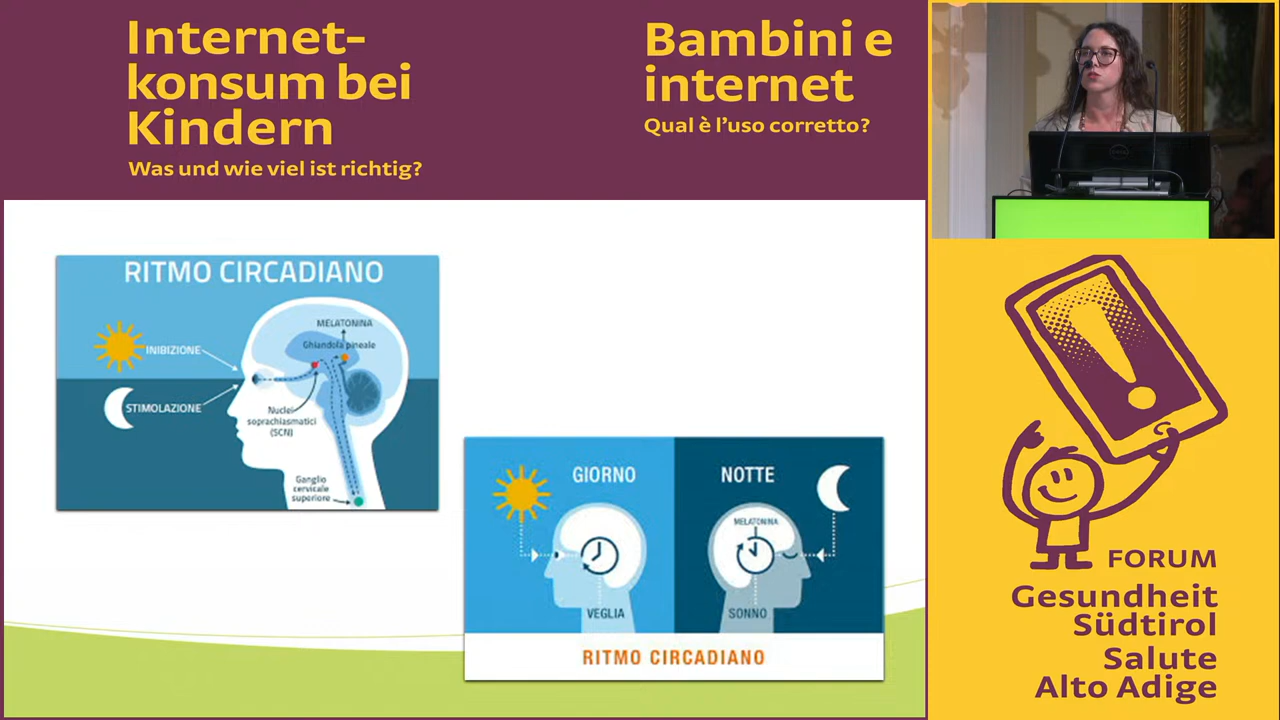 Internet-
konsum bei
Kindern
Was und wie viel ist richtig?
Bambini e
internet
Qual è l'uso corretto?
RITMO CIRCADIANO
MELATONINA
Ghiandola pineale
INIBIZIONE
STIMOLAZIONE
Nuclei
soprachiasmatici
(SCN)
Ganglio
cervicale
superiore
GIORNO
NOTTE
MELATONINA
VEGLIA
SONNO
RITMO CIRCADIANO
FORUM
Gesundheit
Südtirol
Salute
Alto Adige